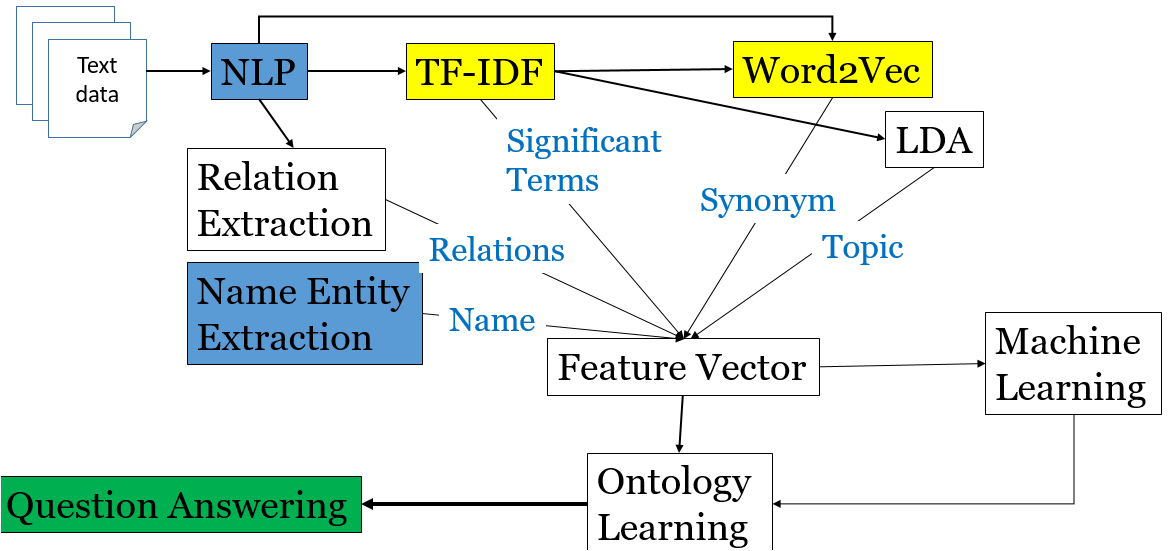 Text
data
NLP
TF-IDF
Word2Vec
LDA
Significant
Terms
Relation
Extraction
Synonym
Relations
Topic
Name Entity
Extraction
Name
Feature Vector
Machine
Learning
Ontology
Learning
Question Answering